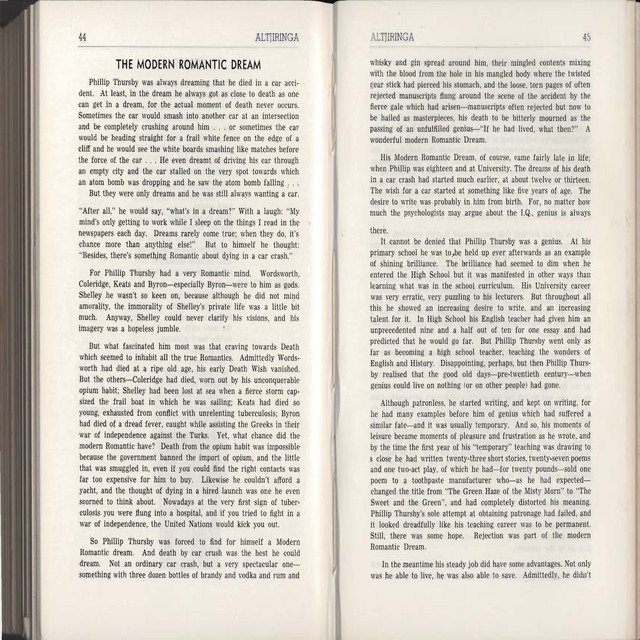 44 ALTJIRINGA
THE MODERN ROMANTIC DREAM
Phillip Thursby was always dreaming that he died in a car acci-
dent. At least, in the dream he always got as close to death as one
can get in a dream, for the actual moment of death never occurs.
Sometimes the car would smash into another car at an intersection
and be completely crushing around him . . . or sometimes the car
would be heading straight for a frail white fence on the edge of a
cliff and he would see the white boards smashing like matches before
the force of the car . . . He even dreamt of driving his car through
an empty city and the car stalled on the very spot towards which
an atom bomb was dropping and he saw the atom bomb falling . . .
But they were only dreams and he was still always wanting a car.
"After all," he would say, "what's in a dream?" With a laugh: "My
mind's only getting to work while I sleep on the things I read in the
newspapers each day. Dreams rarely come true; when they do, it's
chance more than anything else!" But to himself he thought:
"Besides, there's something Romantic about dying in a car crash."
For Phillip Thursby had a very Romantic mind. Wordsworth,
Coleridge, Keats and Byron—especially Byron—were to him as gods.
Shelley he wasn't so keen on, because although he did not mind
amorality, the immorality of Shelley's private life was a little bit
much. Anyway, Shelley could never clarify his visions, and his
imagery was a hopeless jumble.
But what fascinated him most was that craving towards Death
which seemed to inhabit all the true Romantics. Admittedly Words-
worth had died at a ripe old age, his early Death Wish vanished.
But the others—Coleridge had died, worn out by his unconquerable
opium habit; Shelley had been lost at sea when a fierce storm cap-
sized the frail boat in which he was sailing; Keats had died so
young, exhausted from conflict with unrelenting tuberculosis; Byron
had died of a dread fever, caught while assisting the Greeks in their
war of independence against the Turks. Yet, what chance did the
modern Romantic have? Death from the opium habit was impossible
because the government banned the import of opium, and the little
that was smuggled in, even if you could find the right contacts was
far too expensive for him to buy. Likewise he couldn't afford a
yacht, and the thought of dying in a hired launch was one he even
scorned to think about. Nowadays at the very first sign of tuber-
culosis you were flung into a hospital, and if you tried to fight in a
war of independence, the United Nations would kick you out.
So Phillip Thursby was forced to find for himself a Modern
Romantic dream. And death by car crush was the best he could
dream. Not an ordinary car crash, but a very spectacular one—
something with three dozen bottles of brandy and vodka and rum and
ALTJIRINGA 45
whisky and gin spread around him, their mingled contents mixing
with the blood from the hole in his mangled body where the twisted
gear stick had pierced his stomach, and the loose, torn pages of often
rejected manuscripts flung around the scene of the accident by the
fierce gale which had arisen—manuscripts often rejected but now to
be hailed as masterpieces, his death to be bitterly mourned as the
passing of an unfulfilled genius—"If he had lived, what then?" A
wonderful modern Romantic Dream.
His Modern Romantic Dream, of course, came fairly late in life;
when Phillip was eighteen and at University. The dreams of his death
in a car crash had started much earlier, at about twelve or thirteen.
The wish for a car started at something like five years of age. The
desire to write was probably in him from birth. For, no matter how
much the psychologists may argue about the I.Q., genius is always
there.
It cannot be denied that Phillip Thursby was a genius. At his
primary school he was to be held up ever afterwards as an example
of shining brilliance. The brilliance had seemed to dim when he
entered the High School but it was manifested in other ways than
learning what was in the school curriculum. His University career
was very erratic, very puzzling to his lecturers. But throughout all
this he showed an increasing desire to write, and an increasing
talent for it. In High School his English teacher had given him an
unprecedented nine and a half out of ten for one essay and had
predicted that he would go far. But Phillip Thursby went only as
far as becoming a high school teacher, teaching the wonders of
English and History. Disappointing, perhaps, but then Phillip Thurs-
by realised that the good old days—pre-twentieth century—when
genius could live on nothing (or on other people) had gone.
Although patronless, he started writing, and kept on writing, for
he had many examples before him of genius which had suffered a
similar fate—and it was usually temporary. And so, his moments of
leisure became moments of pleasure and frustration as he wrote, and
by the time the first year of his "temporary" teaching was drawing to
a close he had written twenty-three short stories, twenty-seven poems
and one two-act play, of which he had—for twenty pounds—sold one
poem to a toothpaste manufacturer who—as he had expected—
changed the title from "The Green Haze of the Misty Morn" to "The
Sweet and the Green", and had completely distorted his meaning.
Phillip Thursby's sole attempt at obtaining patronage had failed, and
it looked dreadfully like his teaching career was to be permanent.
Still, there was some hope. Rejection was part of the modern
Romantic Dream.
In the meantime his steady job did have some advantages. Not only
was he able to live, he was also able to save. Admittedly, he didn't